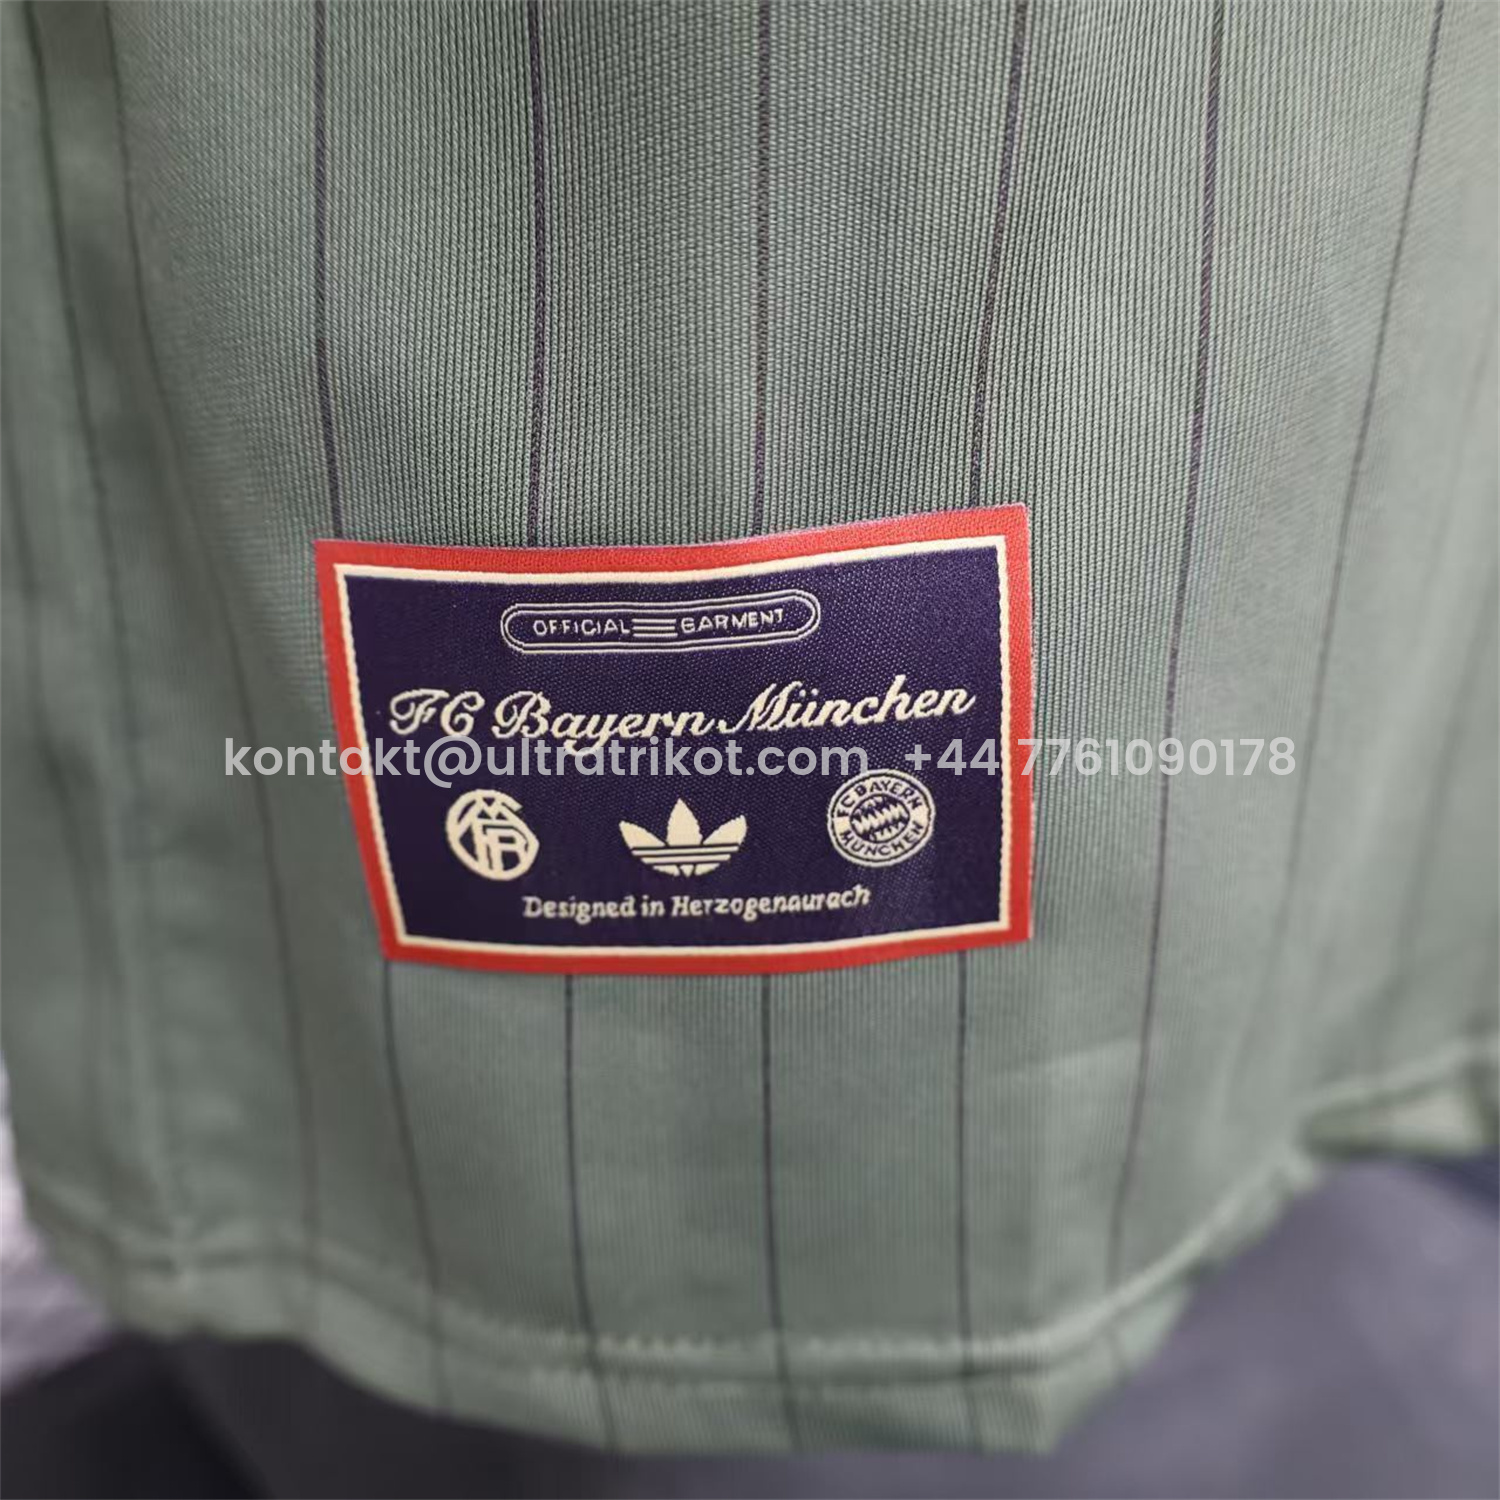 OFFICIAL GARMENT
FC Bayern München
kontakt@ultratrikot.com +44 7761090178
FC BAYERN
MÜNCHEN
Designed in Herzogenaurach